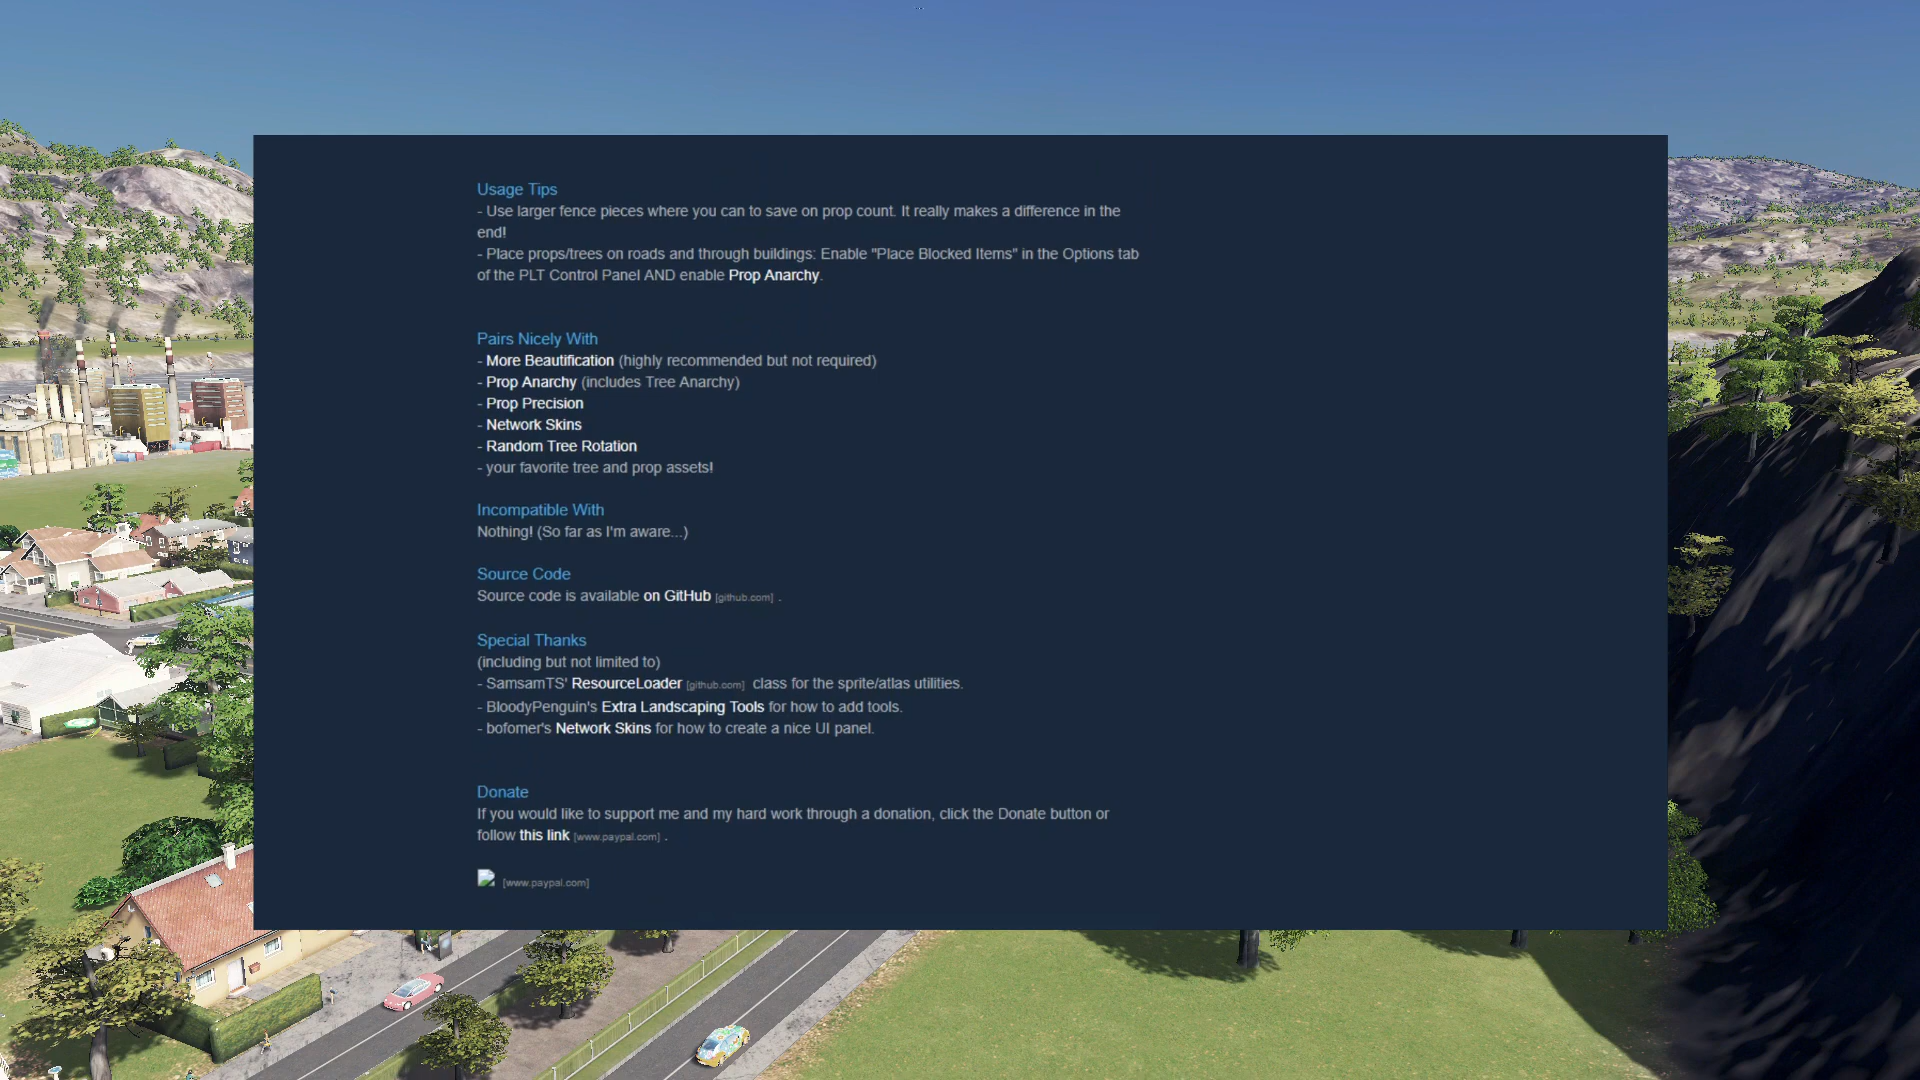 Usage Tips
- Use larger fence pieces where you can to save on prop count. It really makes a difference in the
end!
- Place props/trees on roads and through buildings: Enable "Place Blocked Items" in the Options tab
of the PLT Control Panel AND enable Prop Anarchy.
Pairs Nicely With
- More Beautification (highly recommended but not required)
- Prop Anarchy (includes Tree Anarchy)
- Prop Precision
- Network Skins
- Random Tree Rotation
- your favorite tree and prop assets!
Incompatible With
Nothing! (So far as I'm aware...)
Source Code
Source code is available on GitHub [github.com] .
Special Thanks
(including but not limited to)
- SamsamTS' ResourceLoader [github.com] class for the sprite/atlas utilities.
- BloodyPenguin's Extra Landscaping Tools for how to add tools.
- bofomer's Network Skins for how to create a nice UI panel.
Donate
If you would like to support me and my hard work through a donation, click the Donate button or
follow this link [www.paypal.com] .
[www.paypal.com]